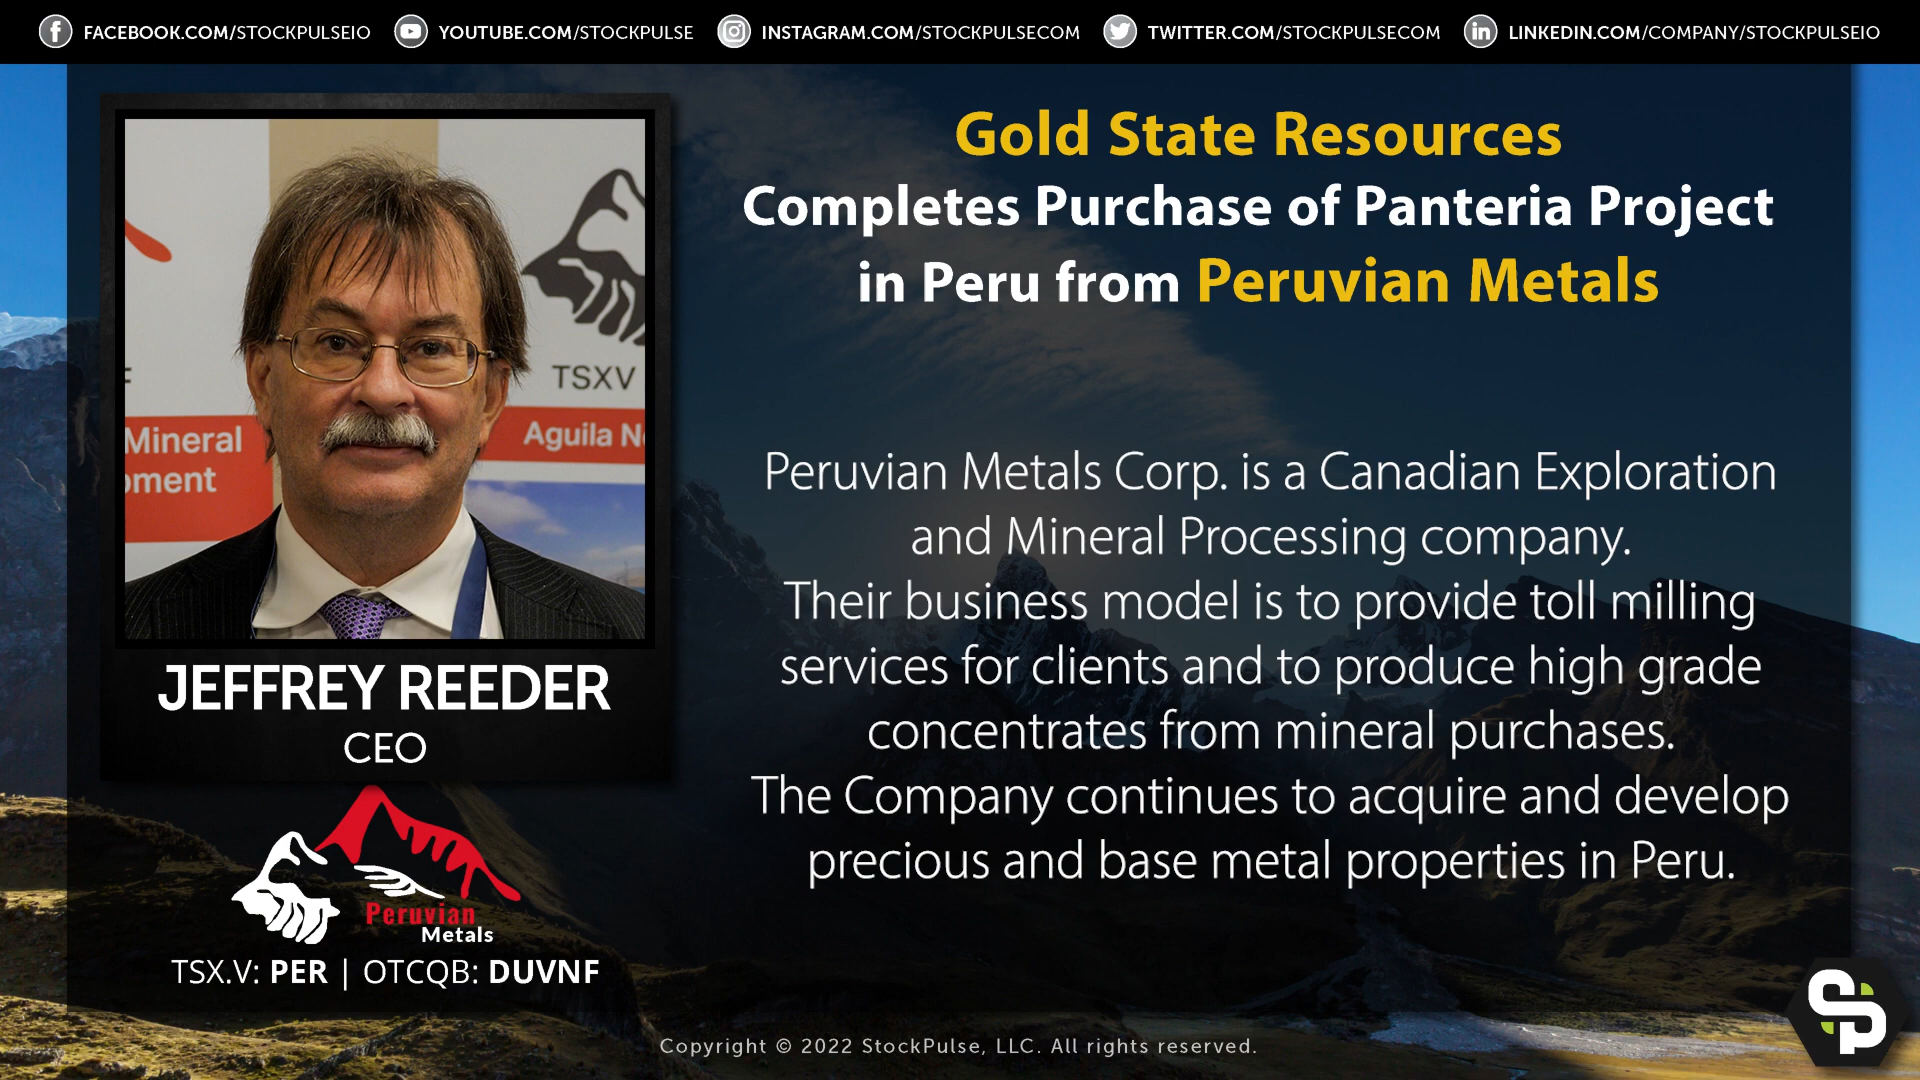 FACEBOOK.COM/STOCKPULSEIO YOUTUBE.COM/STOCKPULSE INSTAGRAM.COM/STOCKPULSECOM TWITTER.COM/STOCKPULSECOM LINKEDIN.COM/COMPANY/STOCKPULSEIO
TSXV
Mineral
pment
Aguila
JEFFREY REEDER
CEO
Peruvian
Metals
TSX.V: PER | OTCQB: DUVNF
Gold State Resources
Completes Purchase of Panteria Project
in Peru from Peruvian Metals
Peruvian Metals Corp. is a Canadian Exploration
and Mineral Processing company.
Their business model is to provide toll milling
services for clients and to produce high grade
concentrates from mineral purchases.
The Company continues to acquire and develop
precious and base metal properties in Peru.
SP
Copyright © 2022 StockPulse, LLC. All rights reserved.